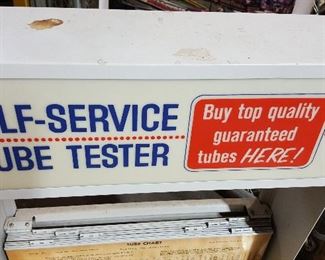 LF-SERVICE
UBE TESTER
Buy top quality
guaranteed
tubes HERE!
TUBE CHART